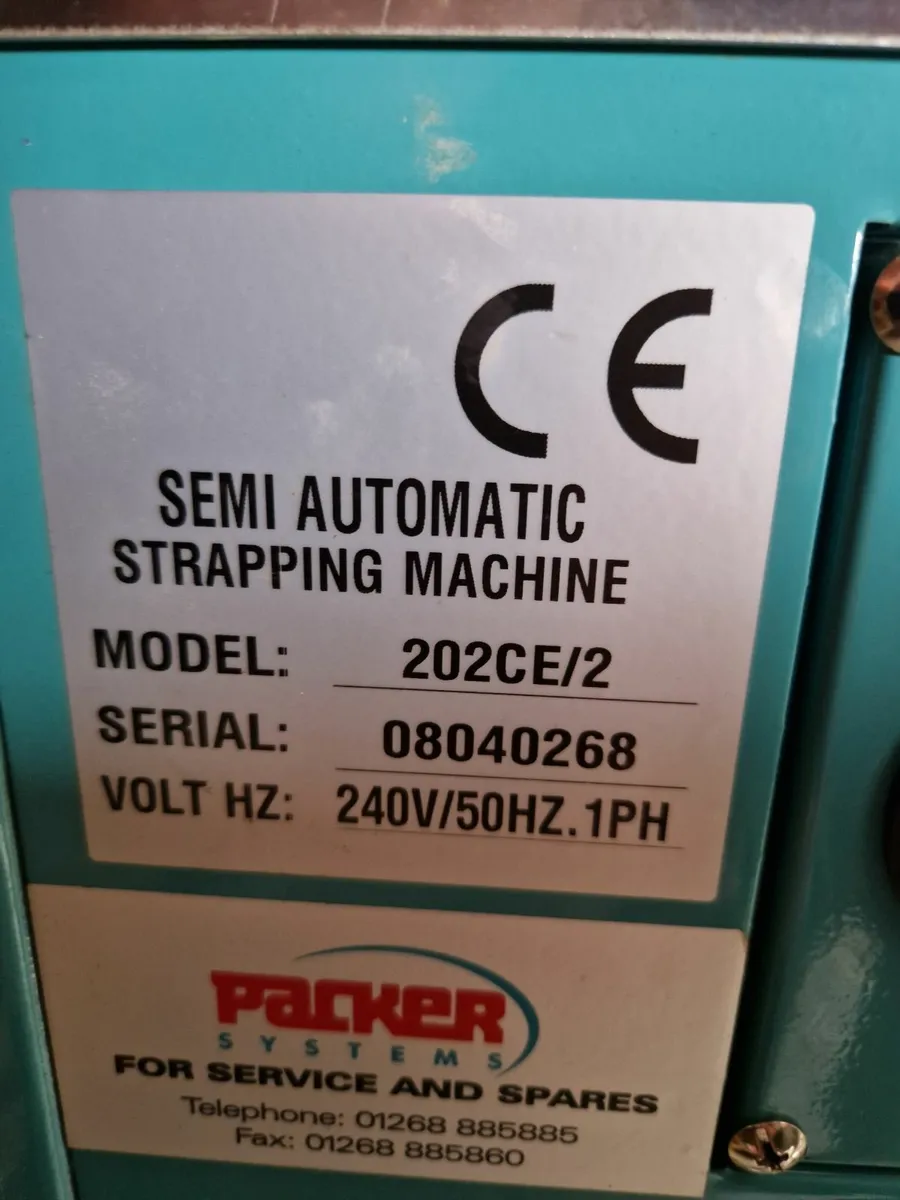 CE
SEMI AUTOMATIC
STRAPPING MACHINE
MODEL: 202CE/2
SERIAL: 08040268
VOLT HZ: 240V/50HZ.1PH
PACKER
SYSTEMS
FOR SERVICE AND SPARES
Telephone: 01268 885885
Fax: 01268 885860